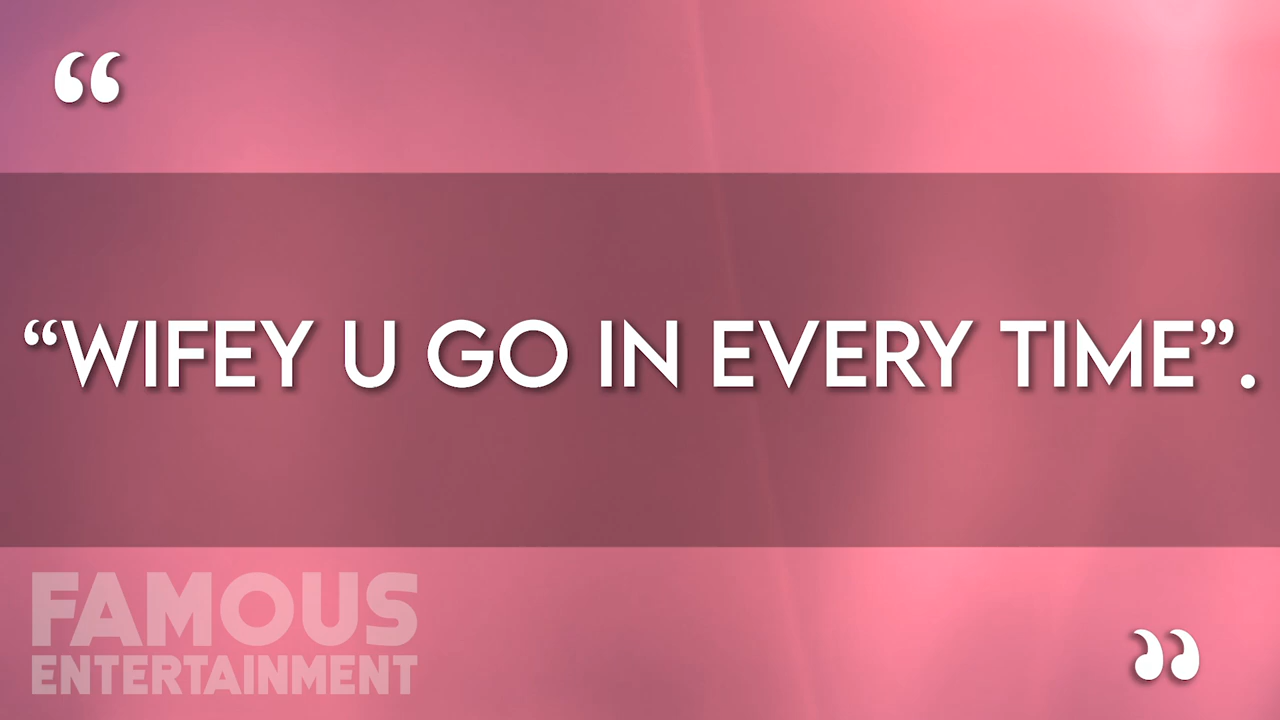 “
“WIFEY U GO IN EVERY TIME”.
FAMOUS
ENTERTAINMENT
”